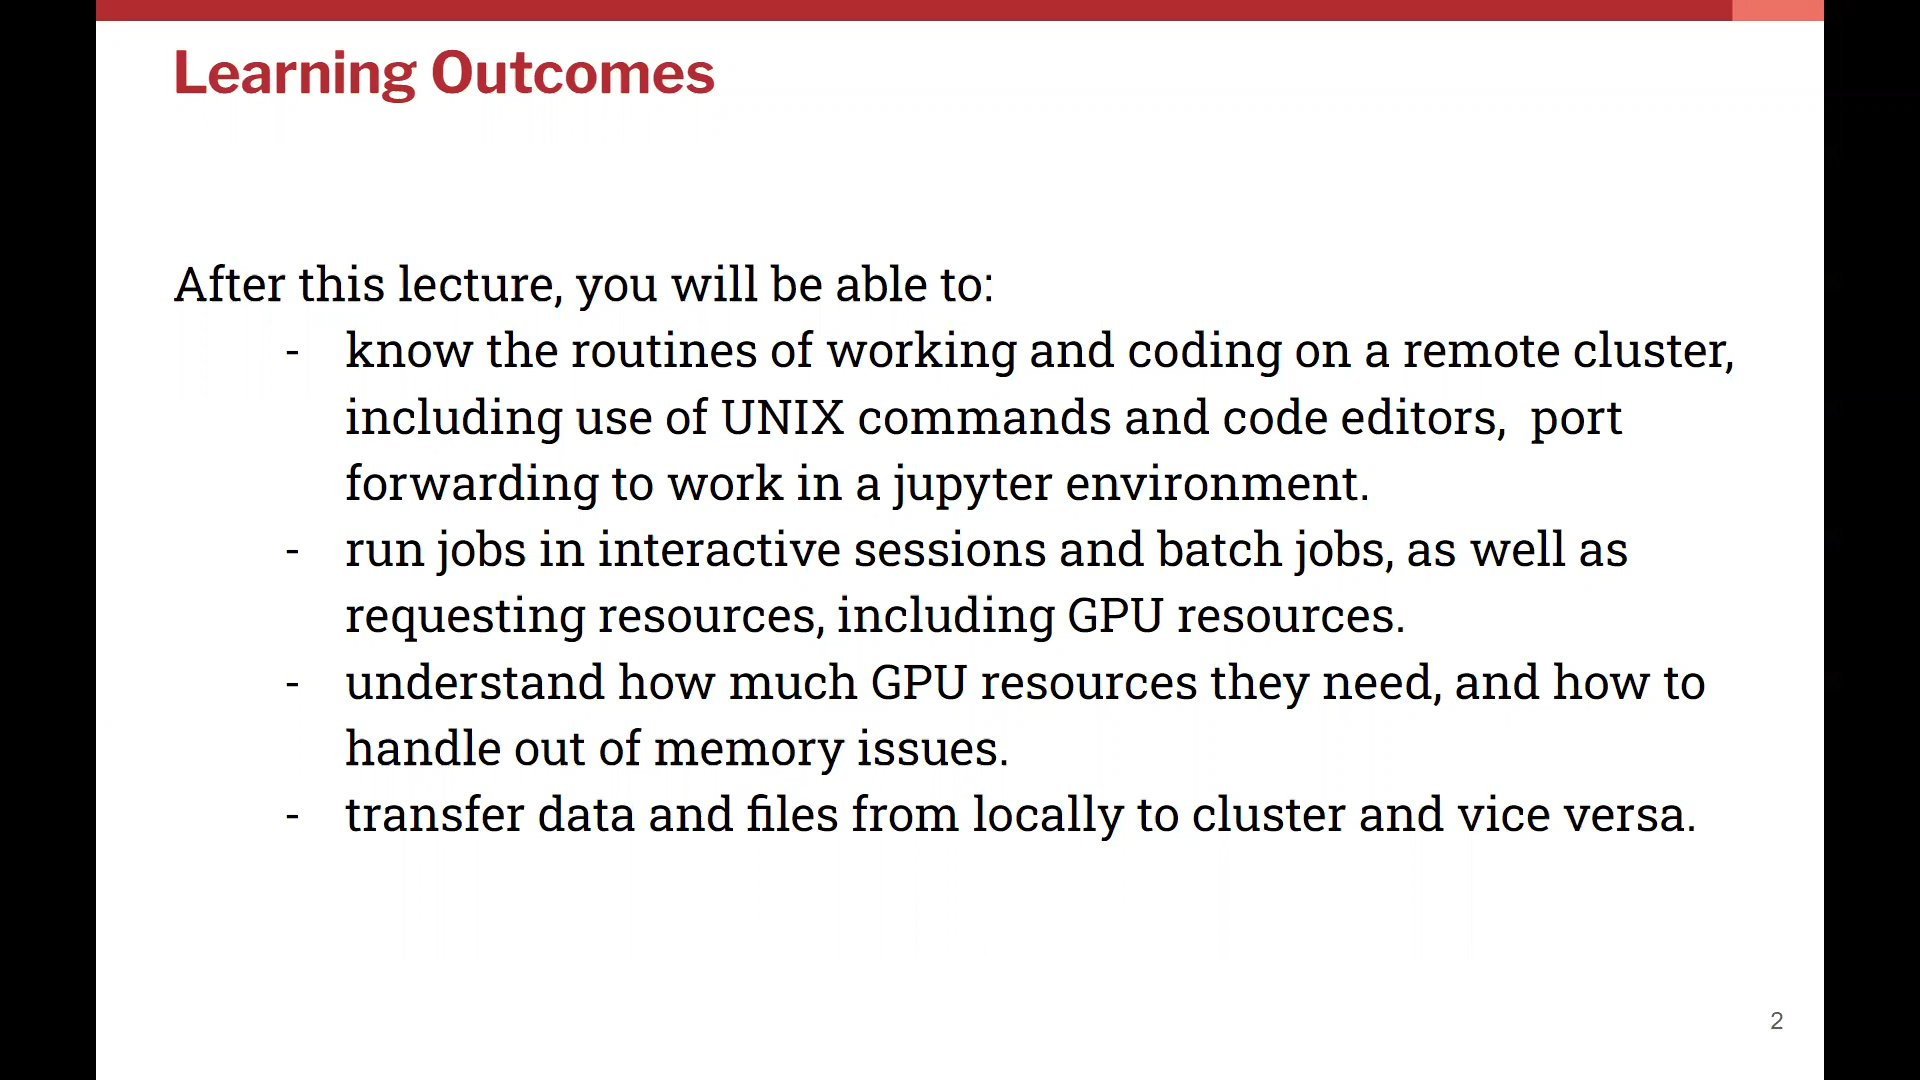 Learning Outcomes
After this lecture, you will be able to:
- know the routines of working and coding on a remote cluster,
including use of UNIX commands and code editors,  port
forwarding to work in a jupyter environment.
- run jobs in interactive sessions and batch jobs, as well as
requesting resources, including GPU resources.
- understand how much GPU resources they need, and how to
handle out of memory issues.
- transfer data and files from locally to cluster and vice versa.
2